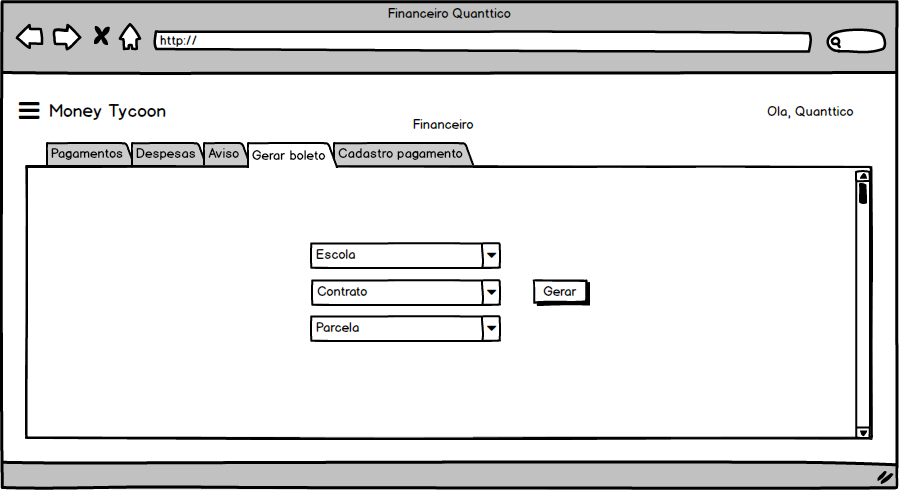 Financeiro Quanttico
http://
Money Tycoon
Ola, Quanttico
Financeiro
Pagamentos Despesas Aviso Gerar boleto Cadastro pagamento
Escola
Contrato
Gerar
Parcela